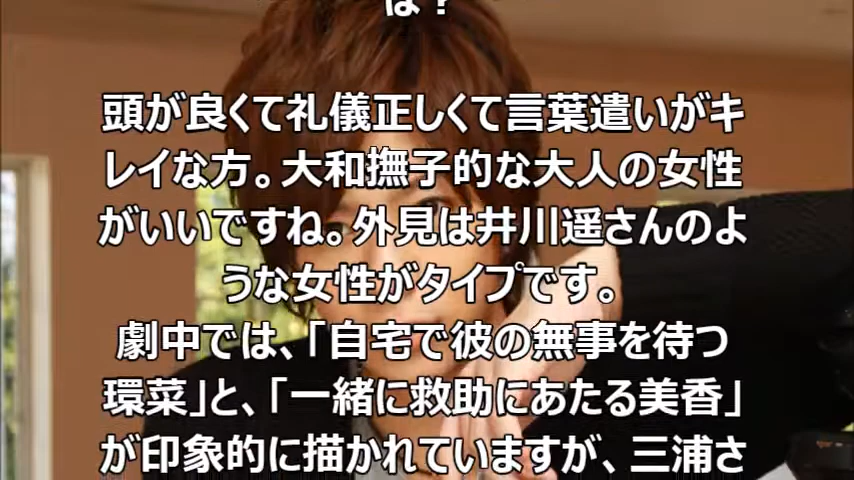 は？
頭が良くて礼儀正しくて言葉遣いがキ
レイな方。大和撫子的な大人の女性
がいいですね。外見は井川遥さんのよ
うな女性がタイプです。
劇中では、「自宅で彼の無事を待つ
環菜」と、「一緒に救助にあたる美香」
が印象的に描かれていますが、三浦さ